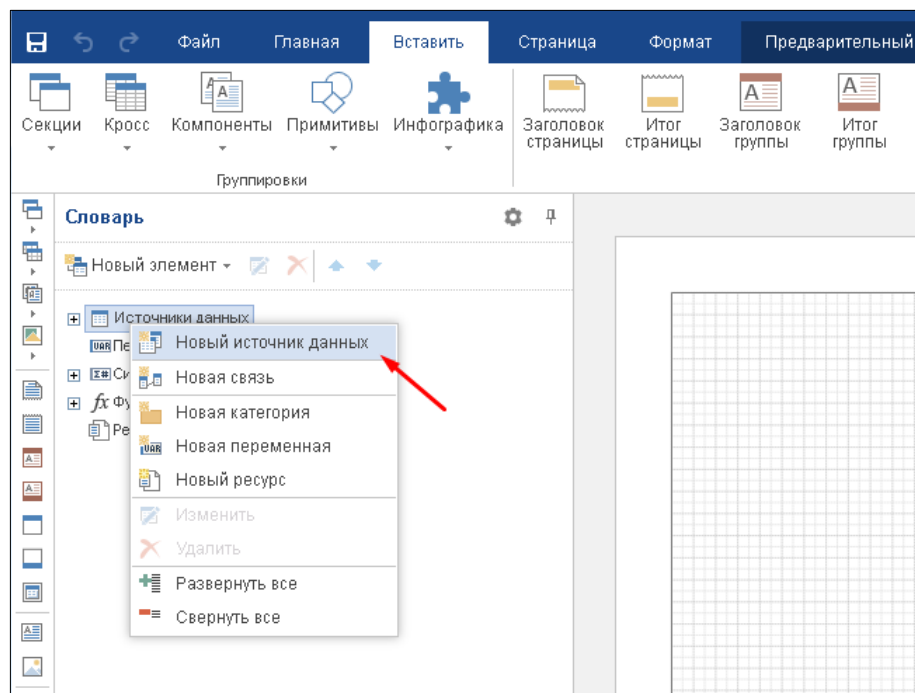 Файл Главная Вставить Страница Формат Предварительный
Секции Кросс Компоненты Примитивы Инфографика Заголовок страницы Итог страницы Заголовок группы Итог группы
Группировки
Словарь
Новый элемент
Источники данных
Новый источник данных
Новая связь
Новая категория
Новая переменная
Новый ресурс
Изменить
Удалить
Развернуть все
Свернуть все